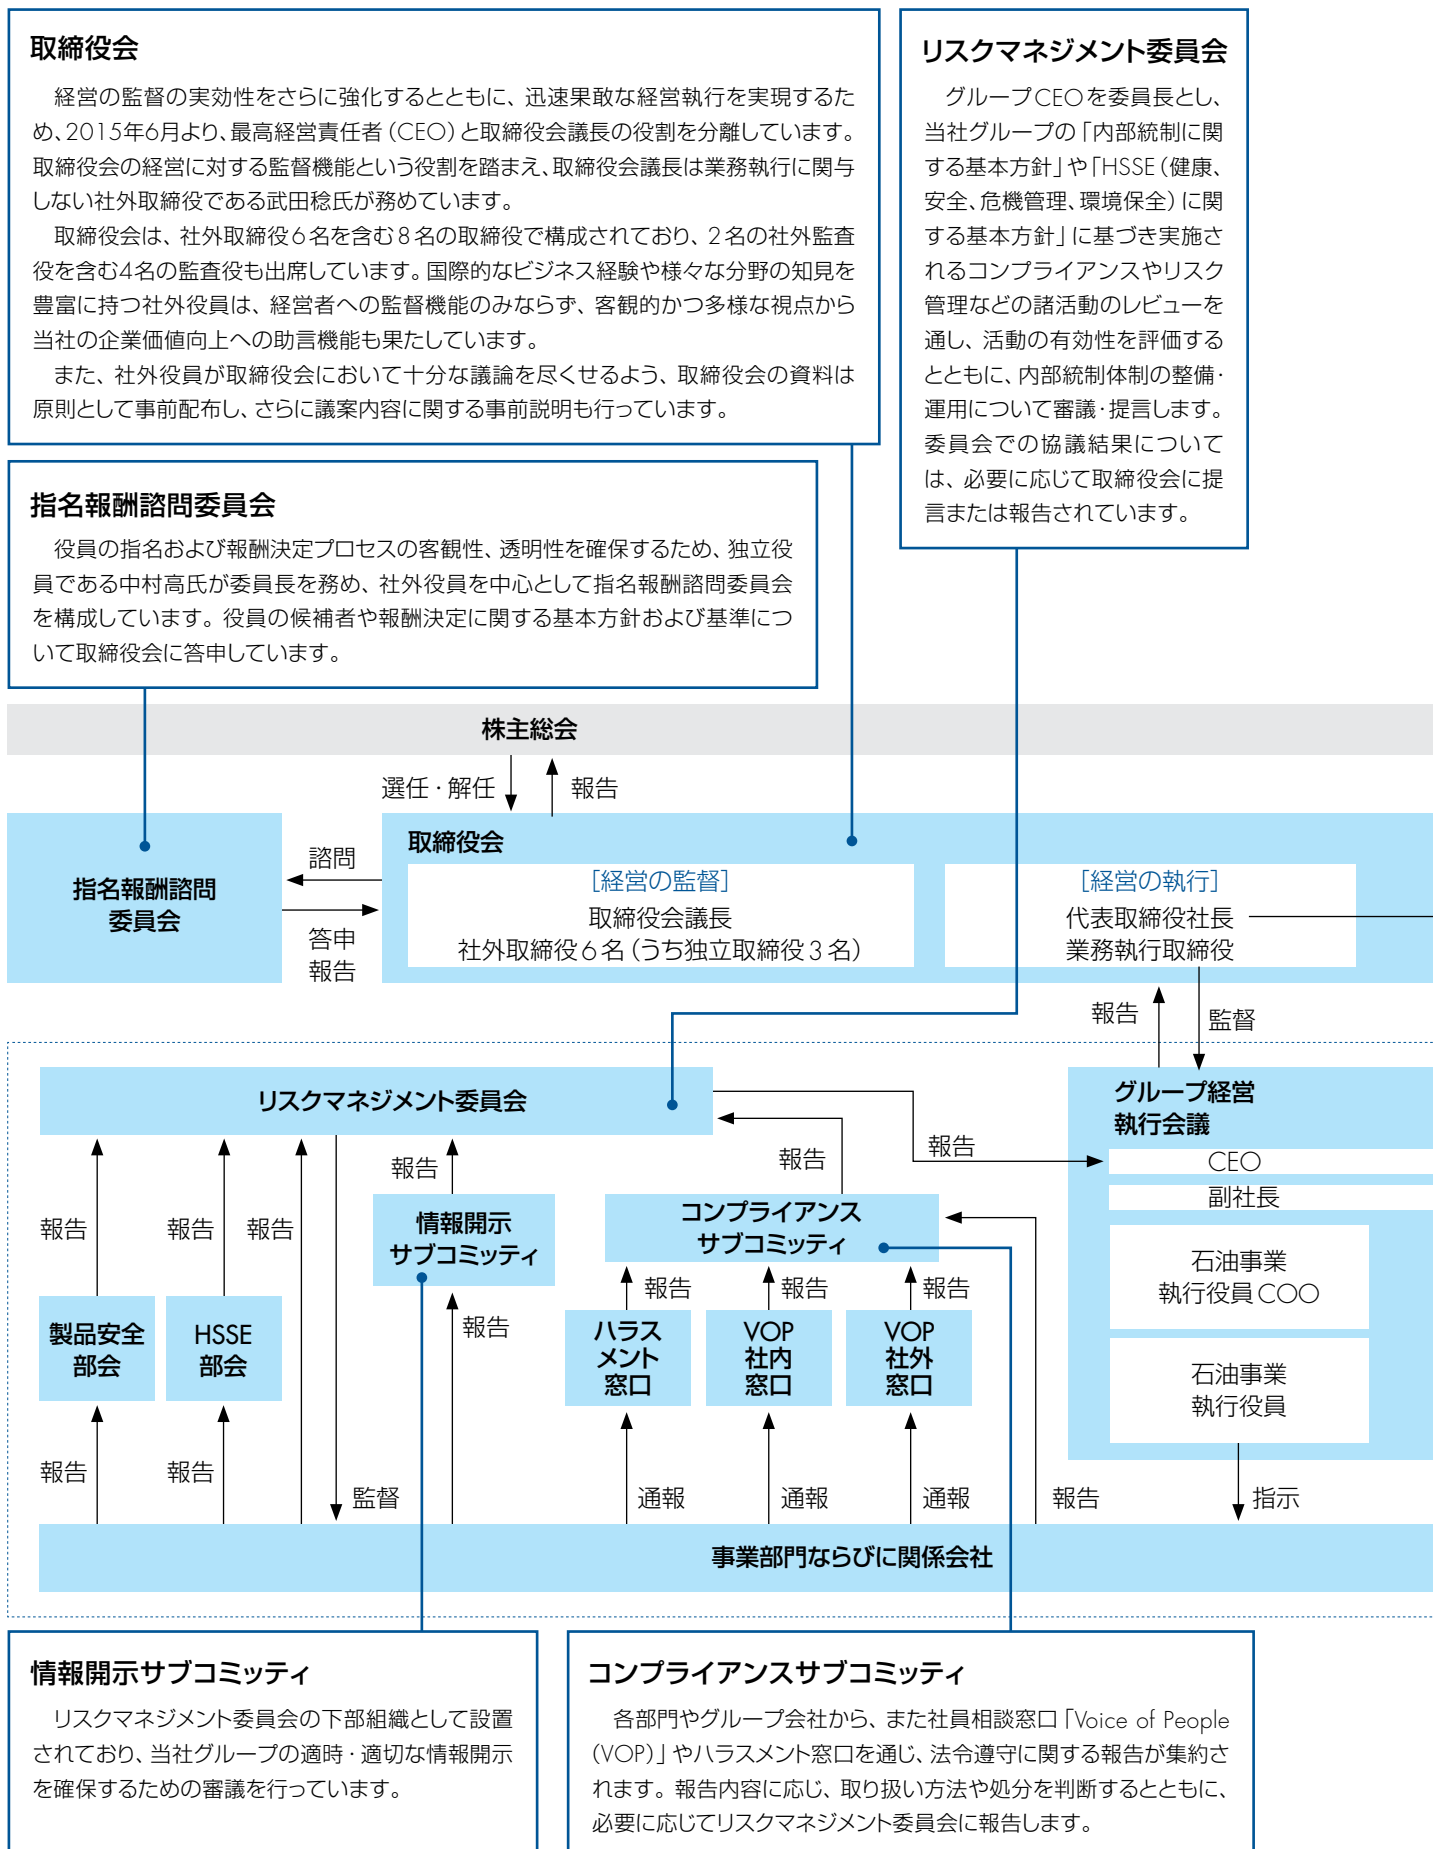 取締役会
経営の監督の実効性をさらに強化するとともに、迅速果敢な経営執行を実現するた
め、2015年6月より、最高経営責任者（CEO）と取締役会議長の役割を分離しています。
取締役会の経営に対する監督機能という役割を踏まえ、取締役会議長は業務執行に関与
しない社外取締役である武田稔氏が務めています。
取締役会は、社外取締役6名を含む8名の取締役で構成されており、2名の社外監査
役を含む4名の監査役も出席しています。国際的なビジネス経験や様々な分野の知見を
豊富に持つ社外役員は、経営者への監督機能のみならず、客観的かつ多様な視点から
当社の企業価値向上への助言機能も果たしています。
また、社外役員が取締役会において十分な議論を尽くせるよう、取締役会の資料は
原則として事前配布し、さらに議案内容に関する事前説明も行っています。
リスクマネジメント委員会
グループCEOを委員長とし、
当社グループの「内部統制に関
する基本方針」や「HSSE（健康、
安全、危機管理、環境保全）に関
する基本方針」に基づき実施さ
れるコンプライアンスやリスク
管理などの諸活動のレビューを
通し、活動の有効性を評価する
とともに、内部統制体制の整備・
運用について審議・提言します。
委員会での協議結果について
は、必要に応じて取締役会に提
言または報告されています。
指名報酬諮問委員会
役員の指名および報酬決定プロセスの客観性、透明性を確保するため、独立役
員である中村高氏が委員長を務め、社外役員を中心として指名報酬諮問委員会
を構成しています。役員の候補者や報酬決定に関する基本方針および基準につ
いて取締役会に答申しています。
株主総会
選任・解任
報告
指名報酬諮問
委員会
諮問
答申
報告
取締役会
［経営の監督］
取締役会議長
社外取締役6名（うち独立取締役3名）
［経営の執行］
代表取締役社長
業務執行取締役
報告
監督
リスクマネジメント委員会
報告
グループ経営
執行会議
CEO
副社長
石油事業
執行役員COO
石油事業
執行役員
報告
報告
報告
報告
報告
情報開示
サブコミッティ
コンプライアンス
サブコミッティ
報告
報告
報告
報告
製品安全
部会
HSSE
部会
ハラス
メント
窓口
VOP
社内
窓口
VOP
社外
窓口
報告
報告
監督
通報
通報
通報
報告
指示
事業部門ならびに関係会社
情報開示サブコミッティ
リスクマネジメント委員会の下部組織として設置
されており、当社グループの適時・適切な情報開示
を確保するための審議を行っています。
コンプライアンスサブコミッティ
各部門やグループ会社から、また社員相談窓口「Voice of People
（VOP）」やハラスメント窓口を通じ、法令遵守に関する報告が集約さ
れます。報告内容に応じ、取り扱い方法や処分を判断するとともに、
必要に応じてリスクマネジメント委員会に報告します。